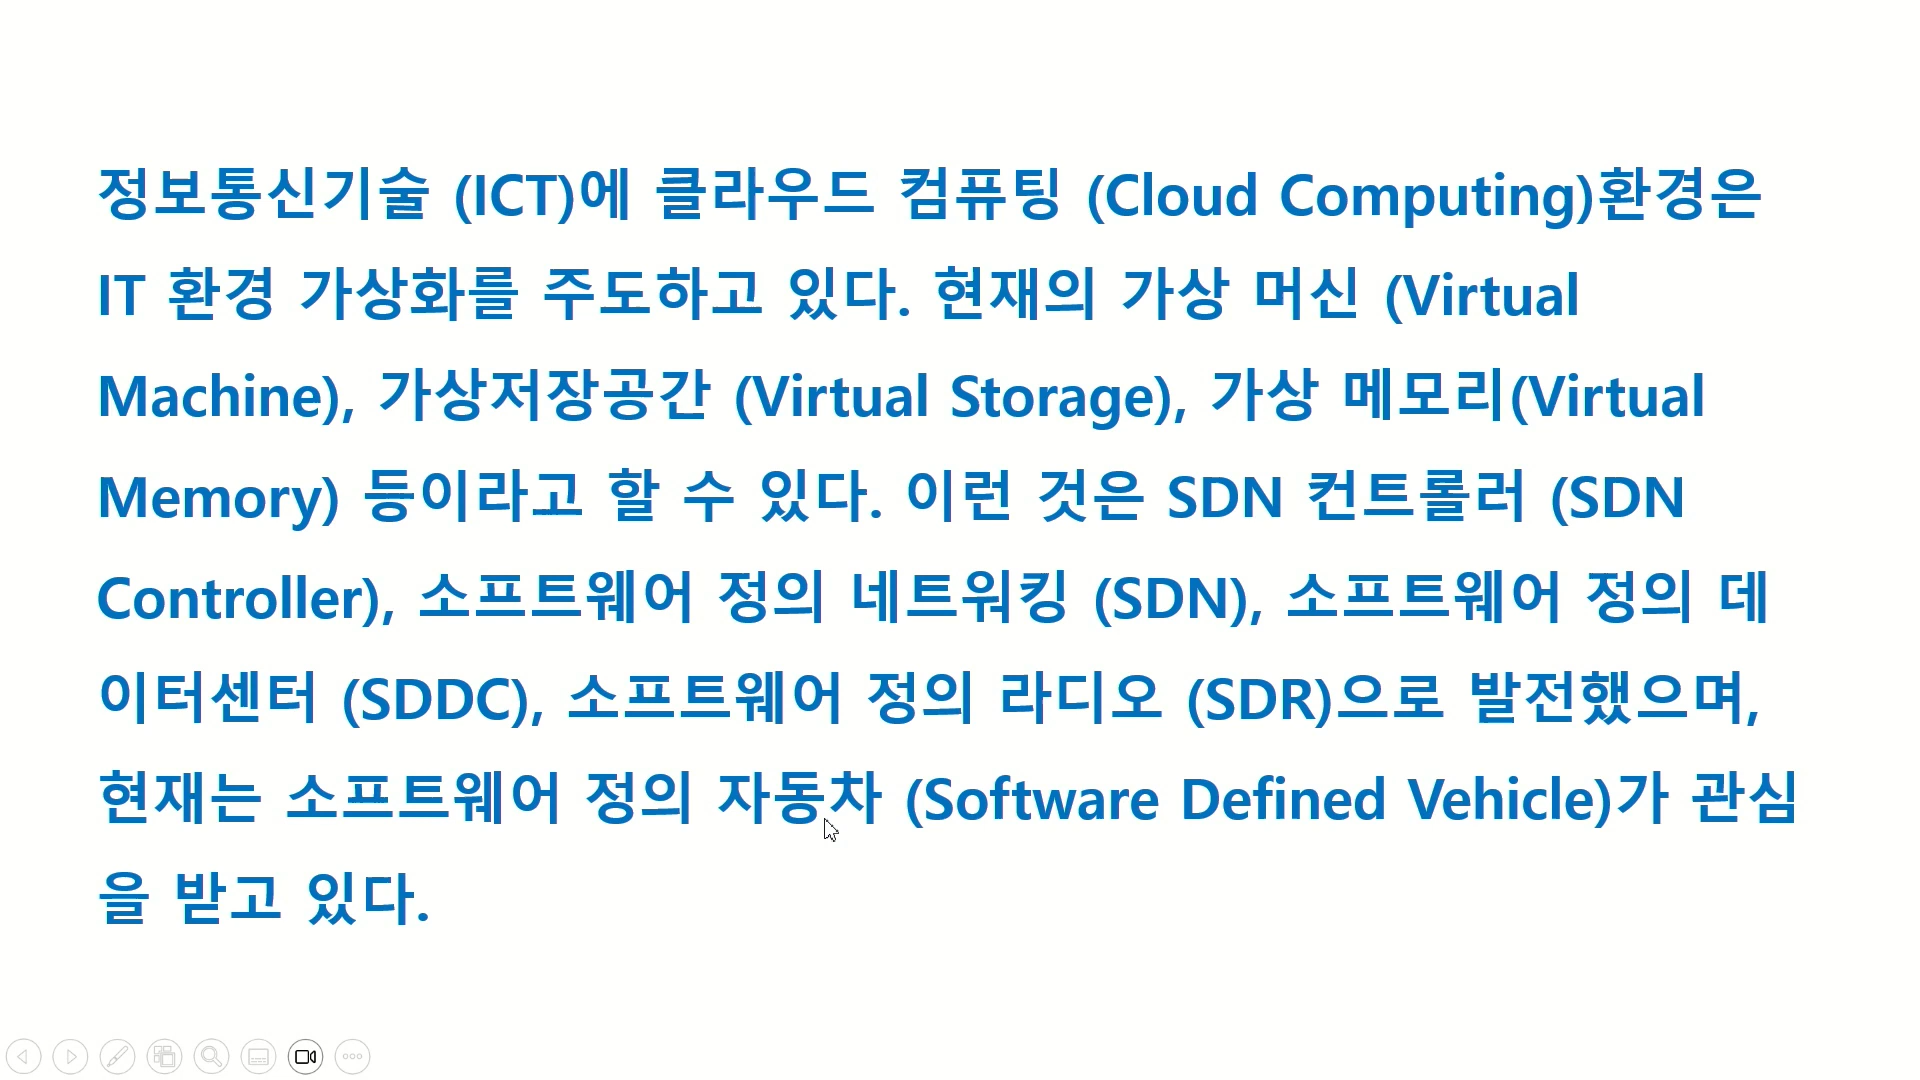 정보통신기술 (ICT)에 클라우드 컴퓨팅 (Cloud Computing)환경은
IT 환경 가상화를 주도하고 있다. 현재의 가상 머신 (Virtual
Machine), 가상저장공간 (Virtual Storage), 가상 메모리(Virtual
Memory) 등이라고 할 수 있다. 이런 것은 SDN 컨트롤러 (SDN
Controller), 소프트웨어 정의 네트워킹 (SDN), 소프트웨어 정의 데
이터센터 (SDDC), 소프트웨어 정의 라디오 (SDR)으로 발전했으며,
현재는 소프트웨어 정의 자동차 (Software Defined Vehicle)가 관심
을 받고 있다.